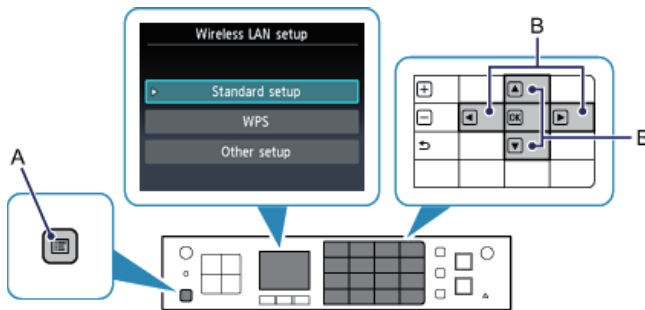 Wireless LAN setup
Standard setup
WPS
Other setup
A
B
OK